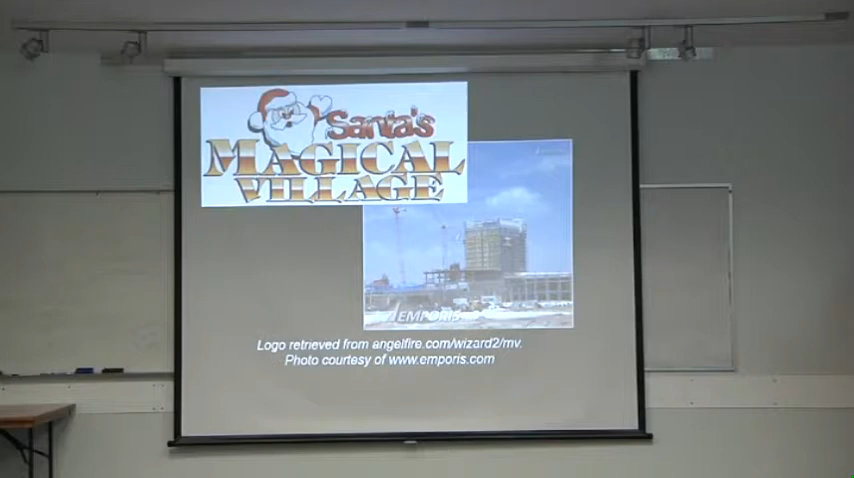 Santa's
MAGICAL
VILLAGE
EMPORIS
Logo retrieved from angelfire.com/wizard2/mv.
Photo courtesy of www.emporis.com